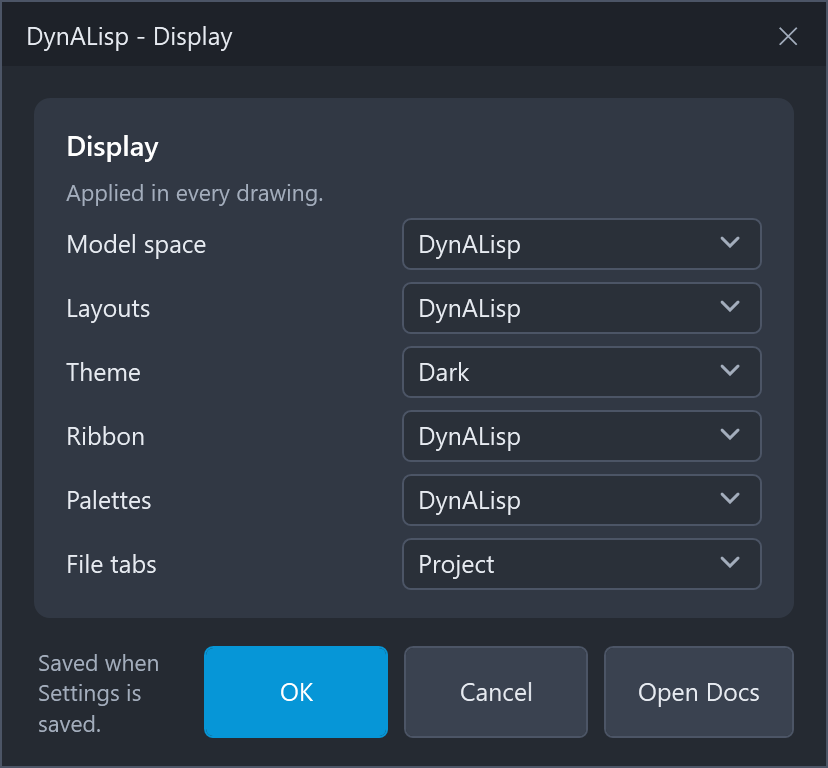 DynALisp - Display
Display
Applied in every drawing.
Model space DynALisp
Layouts DynALisp
Theme Dark
Ribbon DynALisp
Palettes DynALisp
File tabs Project
Saved when
Settings is
saved.
OK Cancel Open Docs